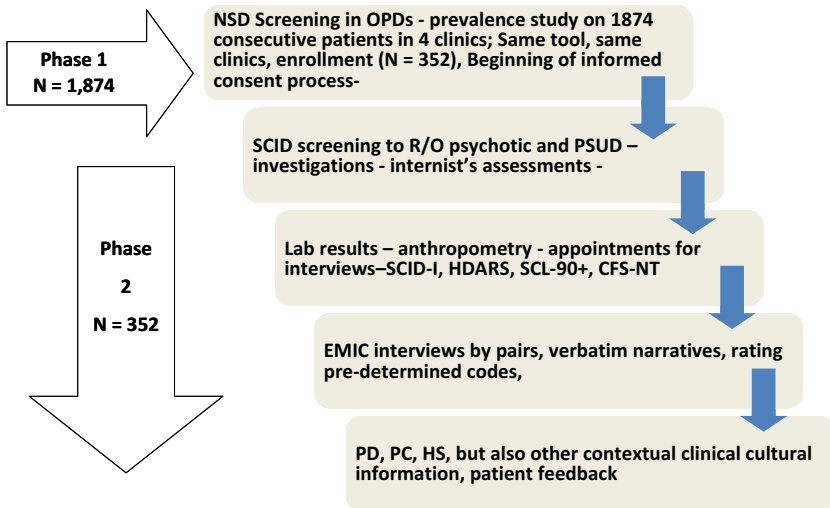 Phase 1
N = 1,874
NSD Screening in OPDs - prevalence study on 1874
consecutive patients in 4 clinics; Same tool, same
clinics, enrollment (N = 352), Beginning of informed
consent process-
SCID screening to R/O psychotic and PSUD –
investigations - internist's assessments -
Phase
2
N = 352
Lab results – anthropometry - appointments for
interviews–SCID-I, HDARS, SCL-90+, CFS-NT
EMIC interviews by pairs, verbatim narratives, rating
pre-determined codes,
PD, PC, HS, but also other contextual clinical cultural
information, patient feedback